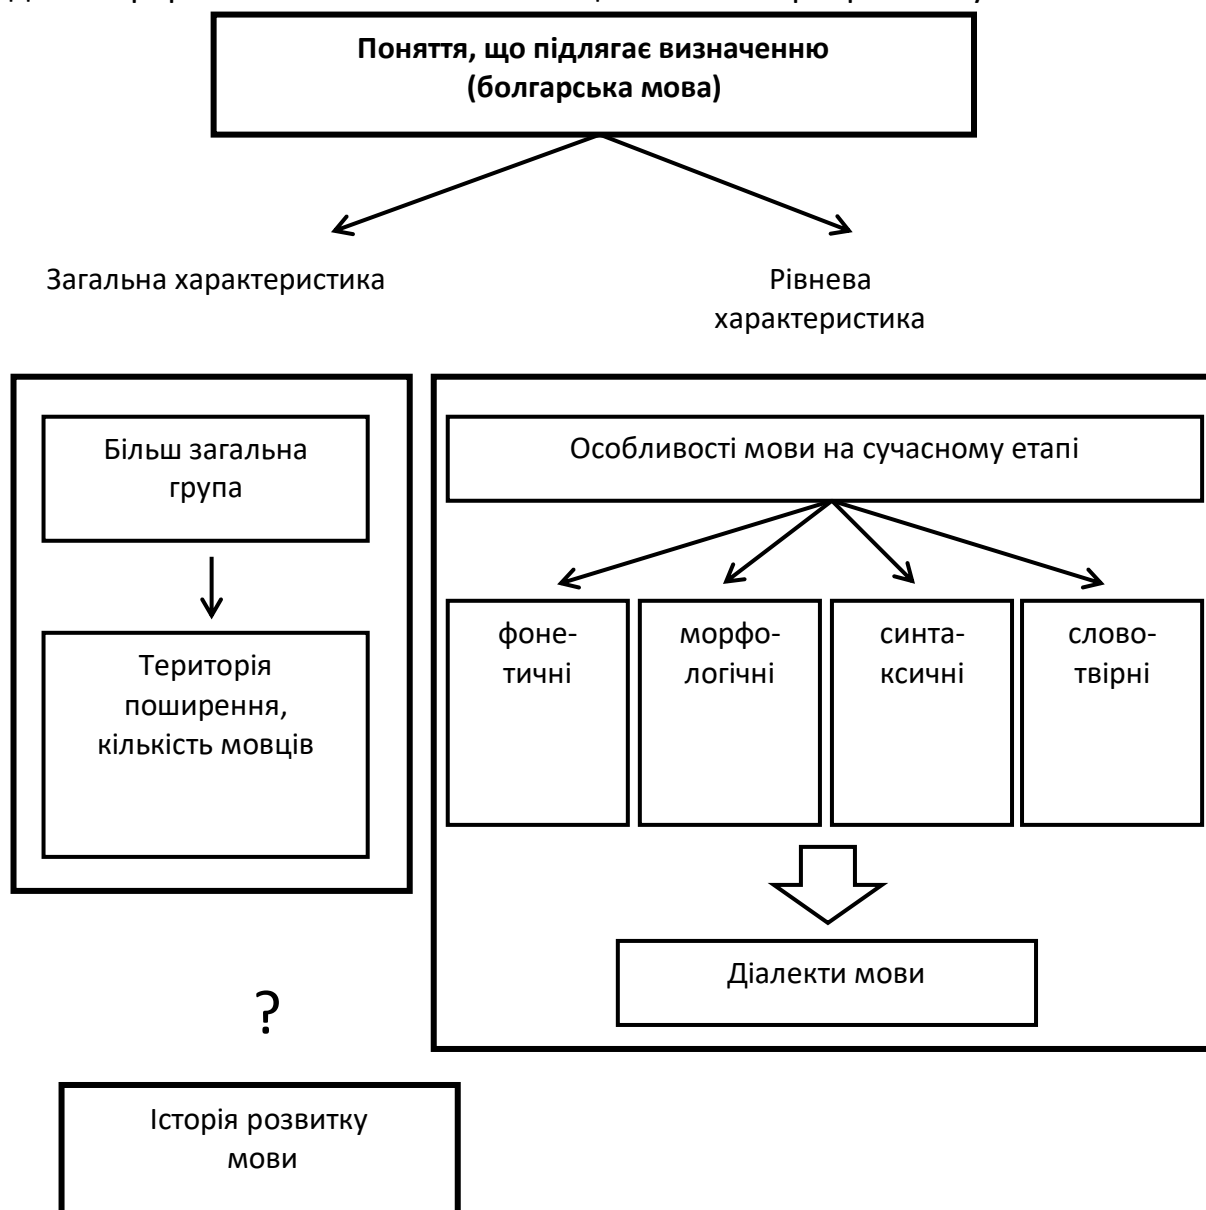 Поняття, що підлягає визначенню
(болгарська мова)
Загальна характеристика
Рівнева
характеристика
Більш загальна
група
Територія
поширення,
кількість мовців
Особливості мови на сучасному етапі
фоне-
тичні
морфо-
логічні
синта-
ксичні
слово-
твірні
Діалекти мови
?
Історія розвитку
мови